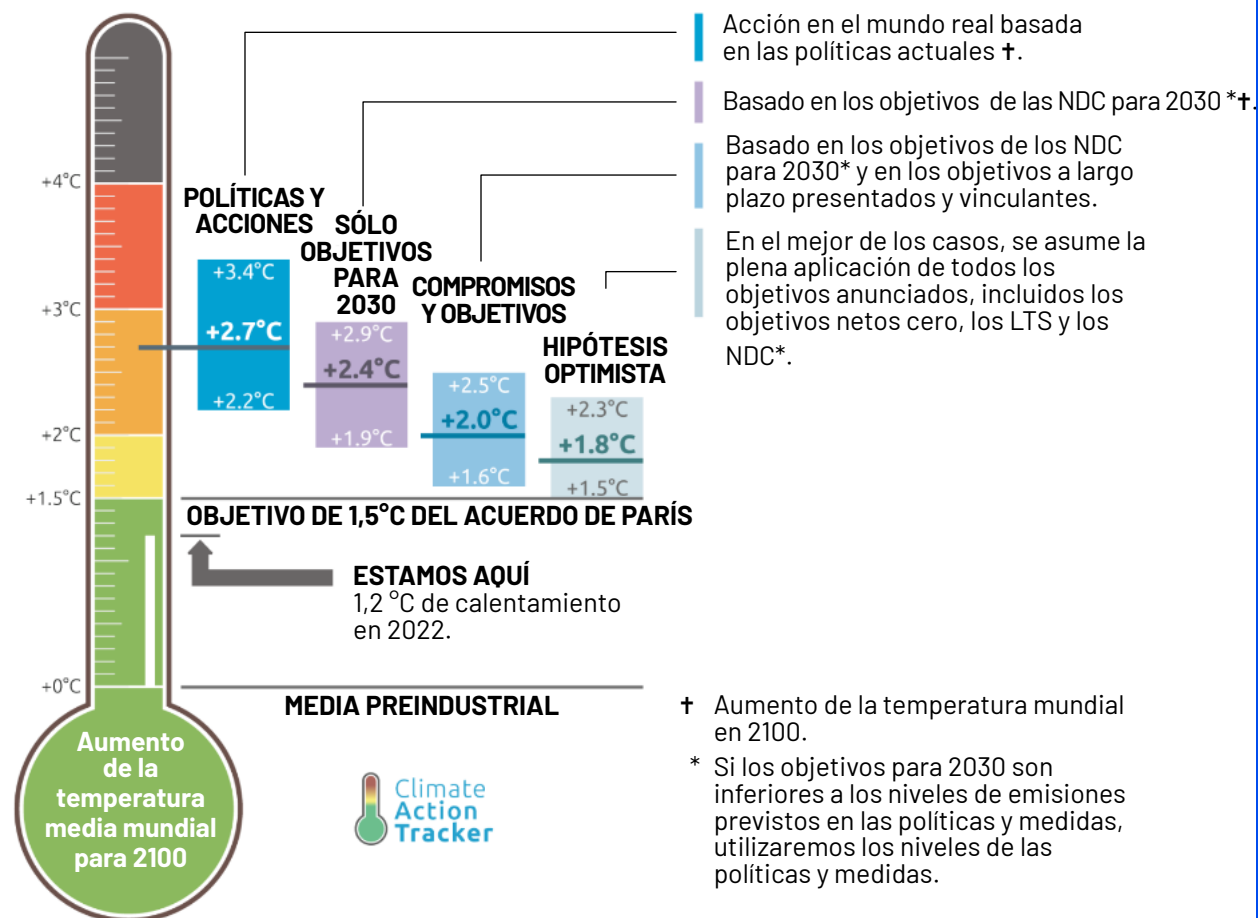 Acción en el mundo real basada
en las políticas actuales ✝.
Basado en los objetivos de las NDC para 2030 *✝.
Basado en los objetivos de los NDC
para 2030* y en los objetivos a largo
plazo presentados y vinculantes.
En el mejor de los casos, se asume la
plena aplicación de todos los
objetivos anunciados, incluidos los
objetivos netos cero, los LTS y los
NDC*.
+4°C
+3°C
+2°C
+1.5°C
+0°C
POLÍTICAS Y
ACCIONES
+3.4°C
+2.7°C
+2.2°C
SÓLO
OBJETIVOS
PARA
2030
+2.9°C
+2.4°C
+1.9°C
COMPROMISOS
Y OBJETIVOS
+2.5°C
+2.0°C
+1.6°C
HIPÓTESIS
OPTIMISTA
+2.3°C
+1.8°C
+1.5°C
OBJETIVO DE 1,5°C DEL ACUERDO DE PARÍS
ESTAMOS AQUÍ
1,2 °C de calentamiento
en 2022.
MEDIA PREINDUSTRIAL
Aumento
de la
temperatura
media mundial
para 2100
Climate
Action
Tracker
✝ Aumento de la temperatura mundial
en 2100.
* Si los objetivos para 2030 son
inferiores a los niveles de emisiones
previstos en las políticas y medidas,
utilizaremos los niveles de las
políticas y medidas.